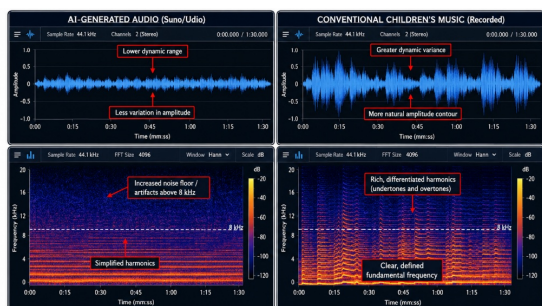 AI-GENERATED AUDIO (Suno/Udio)
Sample Rate 44.1 kHz Channels 2 (Stereo) 0:00.000 / 1:30.000
Lower dynamic range
Less variation in amplitude
Amplitude
1.0
0.5
0
-0.5
-1.0
0:00 0:15 0:30 0:45 1:00 1:15 1:30
Time (mm:ss)
CONVENTIONAL CHILDREN'S MUSIC (Recorded)
Sample Rate 44.1 kHz Channels 2 (Stereo) 0:00.000 / 1:30.000
Greater dynamic variance
More natural amplitude contour
Amplitude
1.0
0.5
0.0
-0.5
-1.0
0:00 0:15 0:30 0:45 1:00 1:15 1:30
Time (mm:ss)
Sample Rate 44.1 kHz FFT Size 4096 Window Hann Scale dB
Increased noise floor /
artifacts above 8 kHz
8 kHz
Simplified harmonics
Frequency (kHz)
20
16
12
8
4
0
dB
-20
-40
-60
-80
-100
-120
0:00 0:15 0:30 0:45 1:00 1:15 1:30
Time (mm:ss)
Sample Rate 44.1 kHz FFT Size 4096 Window Hann Scale dB
Rich, differentiated harmonics
(undertones and overtones)
8 kHz
Clear, defined
fundamental frequency
Frequency (kHz)
20
16
12
8
4
0
dB
-20
-40
-60
-80
-100
-120
0:00 0:15 0:30 0:45 1:00 1:15 1:30
Time (mm:ss)